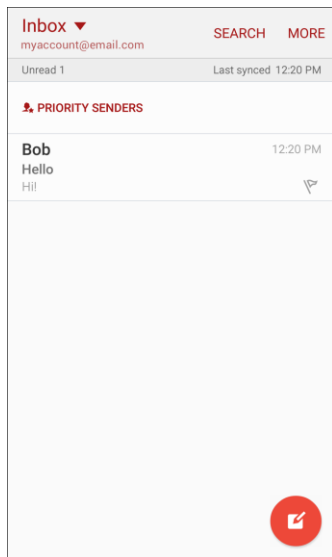 Inbox
SEARCH MORE
myaccount@email.com
Unread 1 Last synced 12:20 PM
PRIORITY SENDERS
Bob 12:20 PM
Hello
Hi!